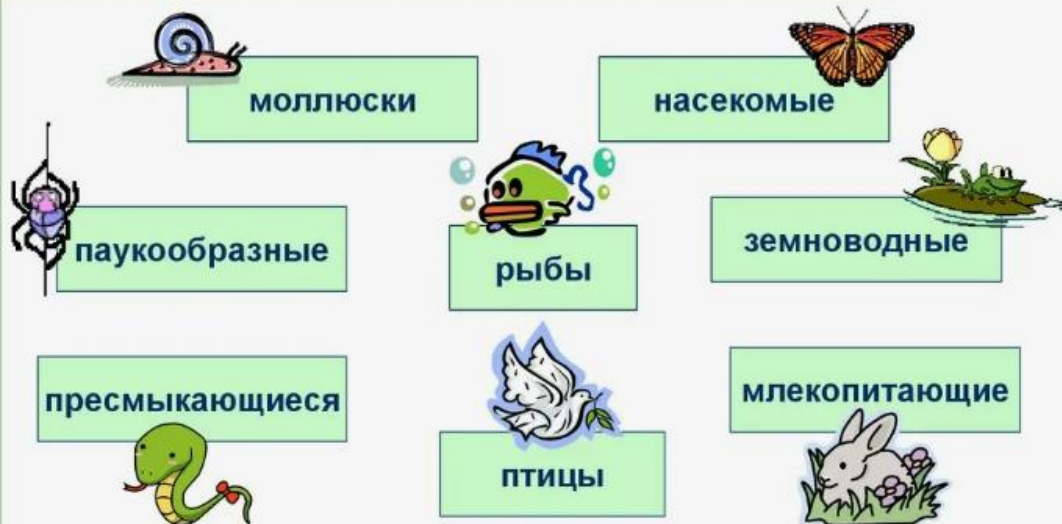 моллюски
насекомые
паукообразные
рыбы
земноводные
пресмыкающиеся
птицы
млекопитающие